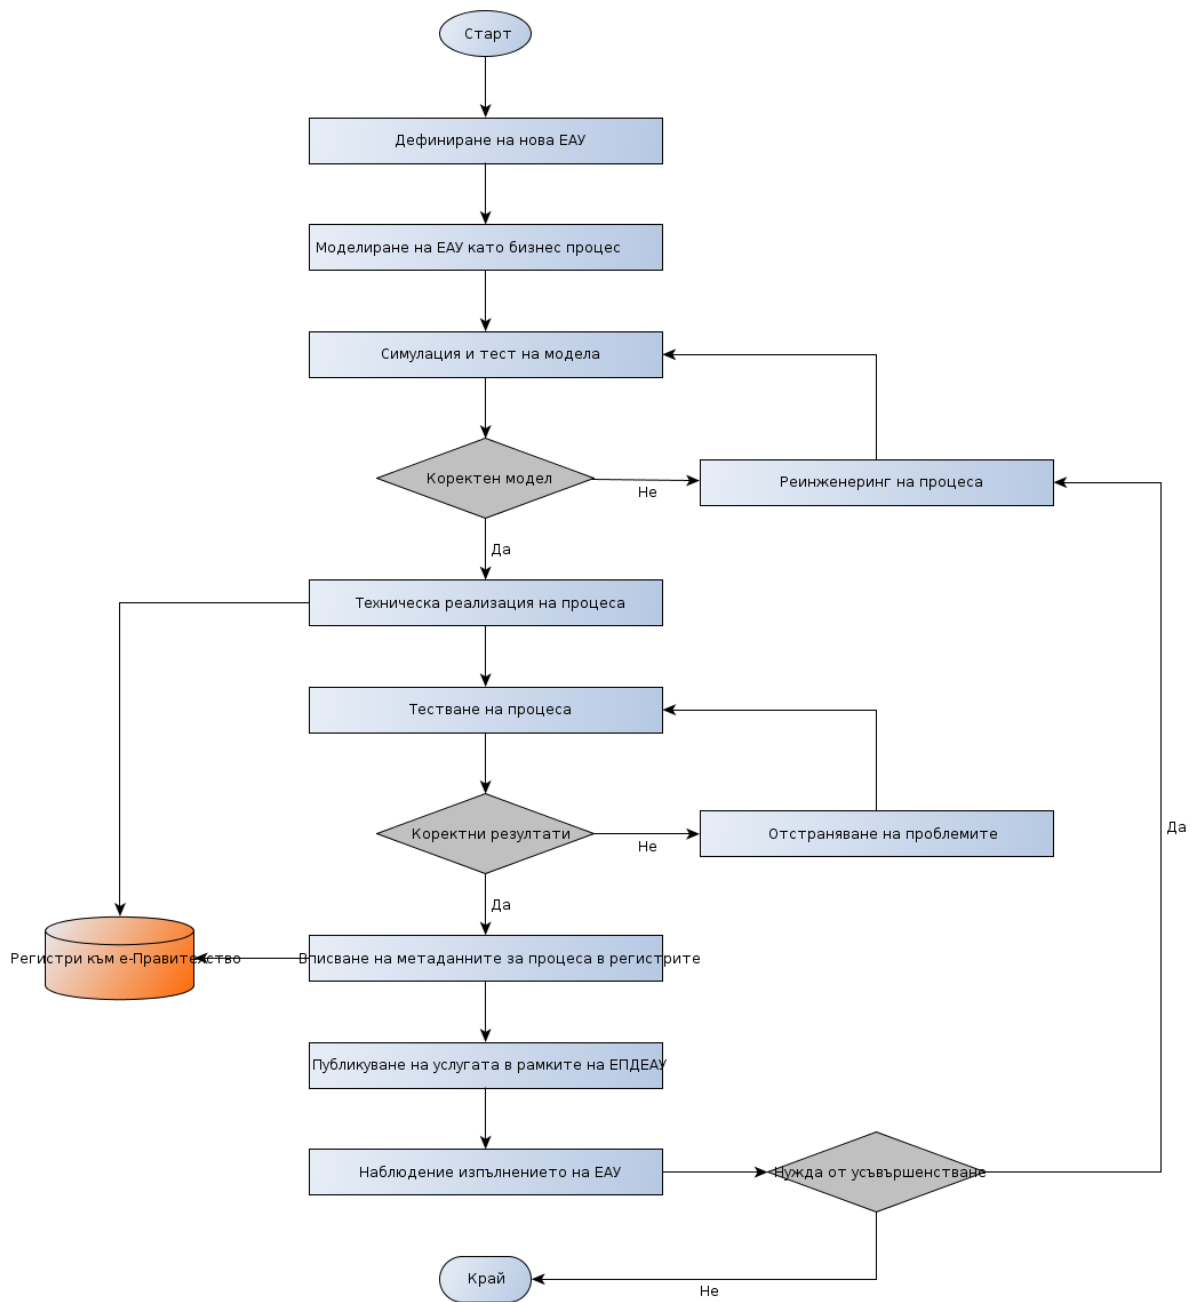 Старт
Дефиниране на нова ЕАУ
Моделиране на ЕАУ като бизнес процес
Симулация и тест на модела
Коректен модел
Не
Реинженеринг на процеса
Да
Техническа реализация на процеса
Тестване на процеса
Коректни резултати
Не
Отстраняване на проблемите
Да
Да
Регистри към е-Правителство
Вписване на метаданните за процеса в регистрите
Публикуване на услугата в рамките на ЕПДЕАУ
Наблюдение изпълнението на ЕАУ
Нужда от усъвършенстване
Край
Не